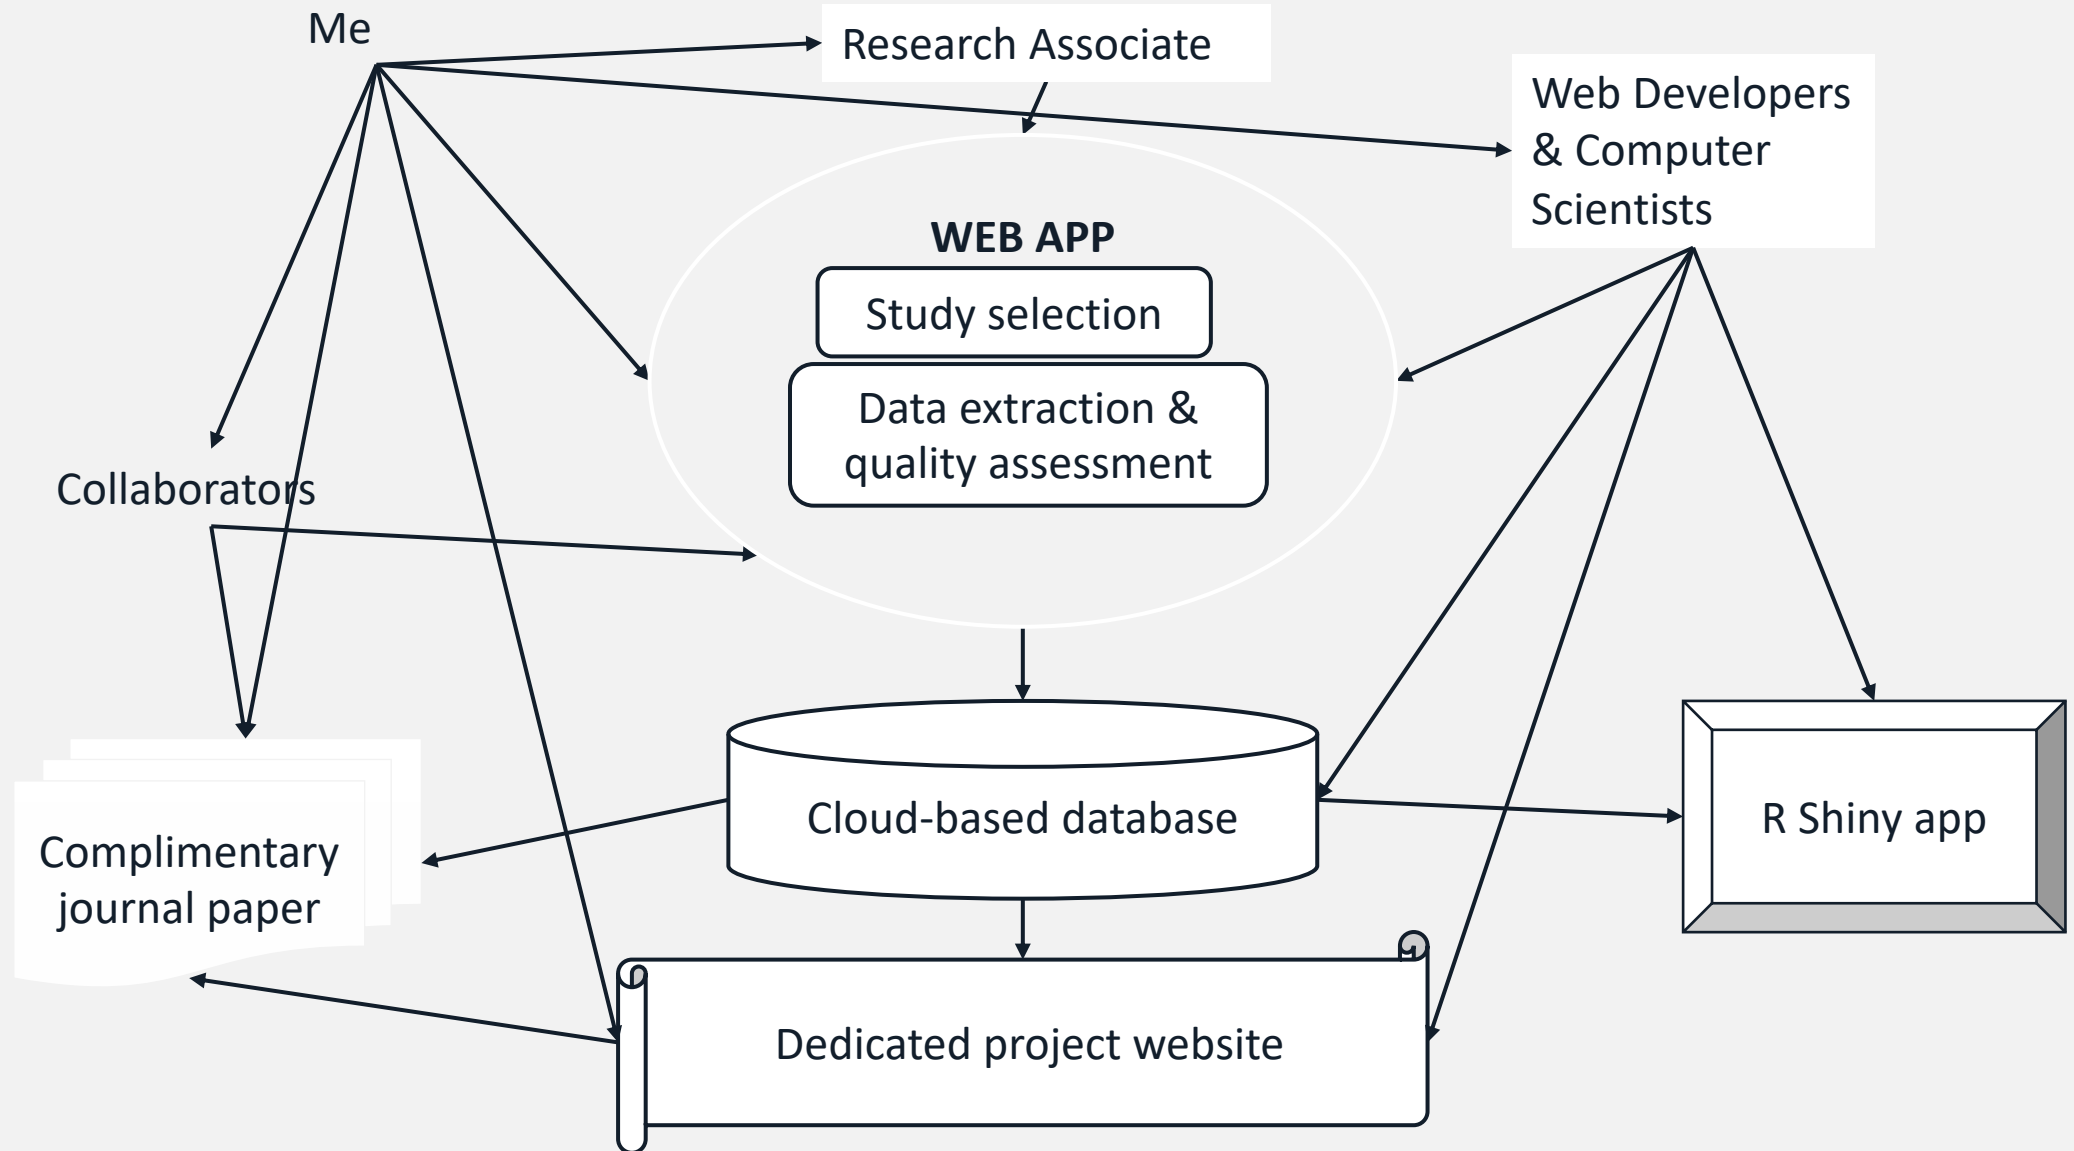 Me
Research Associate
Web Developers
& Computer
Scientists
WEB APP
Study selection
Data extraction &
quality assessment
Collaborators
Cloud-based database
R Shiny app
Complimentary
journal paper
Dedicated project website